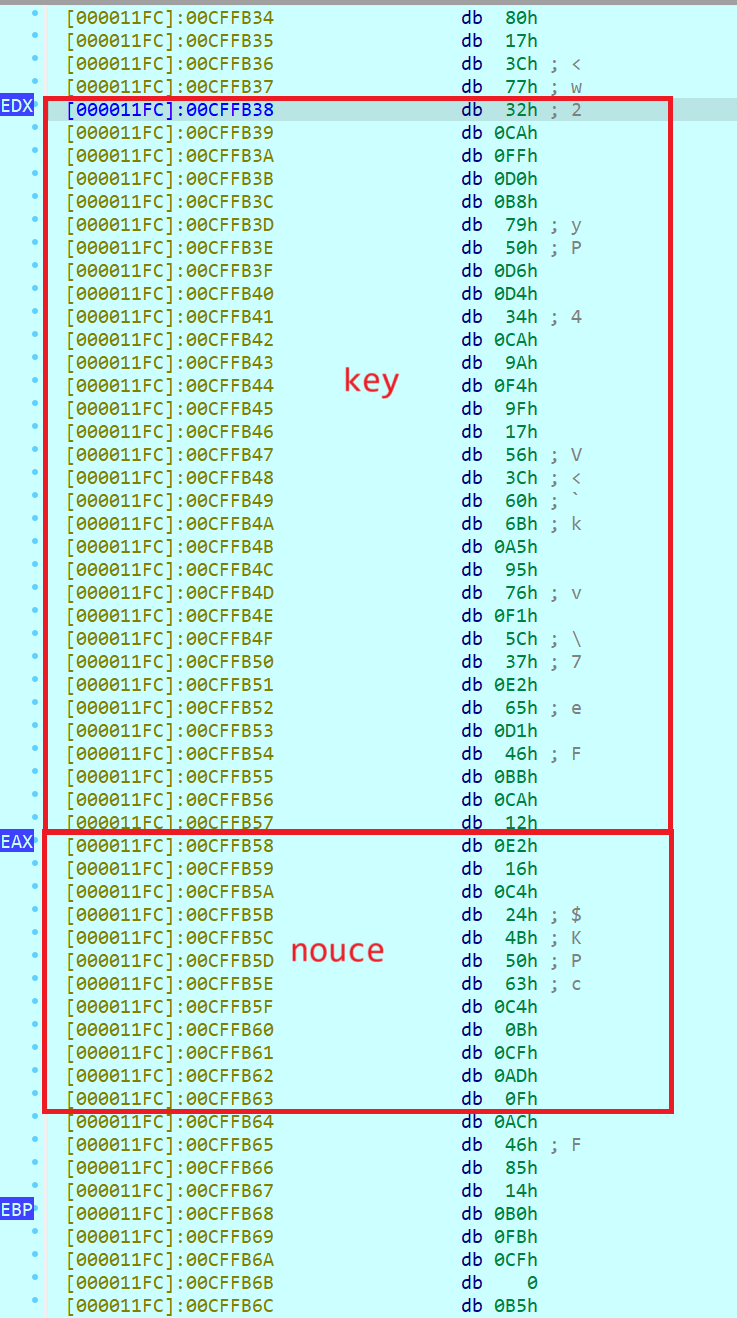 [000011FC]:00CFFB34 db 80h
[000011FC]:00CFFB35 db 17h
[000011FC]:00CFFB36 db 3Ch ; <
[000011FC]:00CFFB37 db 77h ; w
EDX [000011FC]:00CFFB38 db 32h ; 2
[000011FC]:00CFFB39 db 0CAh
[000011FC]:00CFFB3A db 0FFh
[000011FC]:00CFFB3B db 0D0h
[000011FC]:00CFFB3C db 0B8h
[000011FC]:00CFFB3D db 79h ; y
[000011FC]:00CFFB3E db 50h ; P
[000011FC]:00CFFB3F db 0D6h
[000011FC]:00CFFB40 db 0D4h
[000011FC]:00CFFB41 db 34h ; 4
[000011FC]:00CFFB42 db 0CAh
[000011FC]:00CFFB43 db 9Ah
key
[000011FC]:00CFFB44 db 0F4h
[000011FC]:00CFFB45 db 9Fh
[000011FC]:00CFFB46 db 17h
[000011FC]:00CFFB47 db 56h ; V
[000011FC]:00CFFB48 db 3Ch ; <
[000011FC]:00CFFB49 db 60h ; `
[000011FC]:00CFFB4A db 6Bh ; k
[000011FC]:00CFFB4B db 0A5h
[000011FC]:00CFFB4C db 95h
[000011FC]:00CFFB4D db 76h ; v
[000011FC]:00CFFB4E db 0F1h
[000011FC]:00CFFB4F db 5Ch ; \
[000011FC]:00CFFB50 db 37h ; 7
[000011FC]:00CFFB51 db 0E2h
[000011FC]:00CFFB52 db 65h ; e
[000011FC]:00CFFB53 db 0D1h
[000011FC]:00CFFB54 db 46h ; F
[000011FC]:00CFFB55 db 0BBh
[000011FC]:00CFFB56 db 0CAh
[000011FC]:00CFFB57 db 12h
EAX [000011FC]:00CFFB58 db 0E2h
[000011FC]:00CFFB59 db 16h
[000011FC]:00CFFB5A db 0C4h
[000011FC]:00CFFB5B db 24h ; $
[000011FC]:00CFFB5C db 4Bh ; K
nouce
[000011FC]:00CFFB5D db 50h ; P
[000011FC]:00CFFB5E db 63h ; c
[000011FC]:00CFFB5F db 0C4h
[000011FC]:00CFFB60 db 0Bh
[000011FC]:00CFFB61 db 0CFh
[000011FC]:00CFFB62 db 0ADh
[000011FC]:00CFFB63 db 0Fh
[000011FC]:00CFFB64 db 0ACh
[000011FC]:00CFFB65 db 46h ; F
[000011FC]:00CFFB66 db 85h
[000011FC]:00CFFB67 db 14h
EBP [000011FC]:00CFFB68 db 0B0h
[000011FC]:00CFFB69 db 0FBh
[000011FC]:00CFFB6A db 0CFh
[000011FC]:00CFFB6B db 0
[000011FC]:00CFFB6C db 0B5h